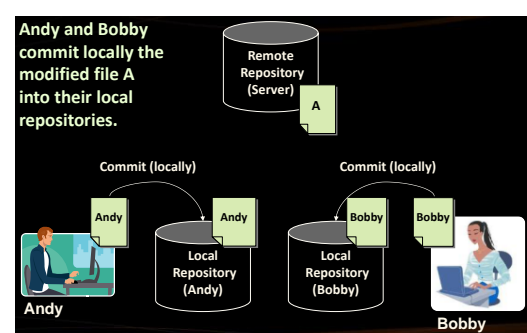 Andy and Bobby
commit locally the
modified file A
into their local
repositories.
Remote
Repository
(Server)
A
Commit (locally)
Commit (locally)
Andy
Andy
Bobby
Bobby
Local
Repository
(Andy)
Local
Repository
(Bobby)
Andy
Bobby